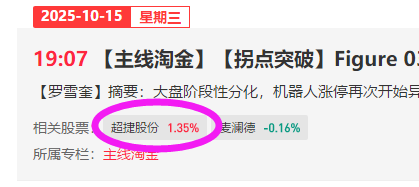 2025-10-15 星期三
19:07 【主线淘金】【拐点突破】Figure 03
【罗雪奎】摘要：大盘阶段性分化，机器人涨停再次开始异
相关股票： 超捷股份 1.35% 麦澜德 -0.16%
所属专栏：主线淘金